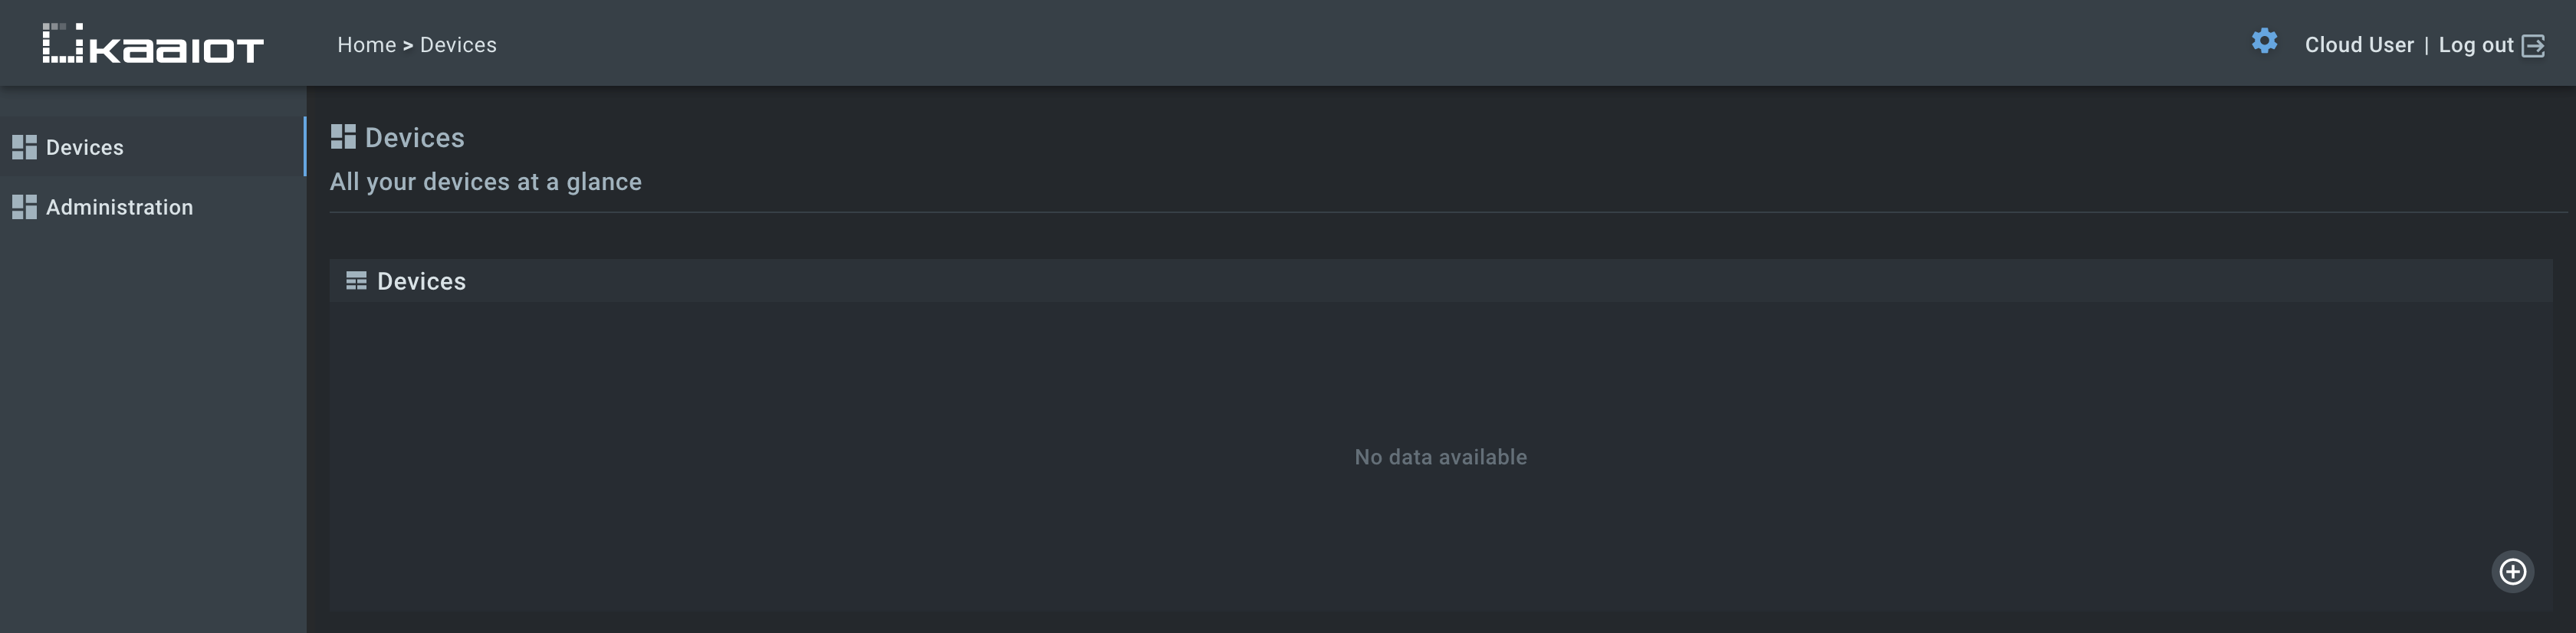 KaaIoT
Home > Devices
Cloud User | Log out
Devices
Administration
Devices
All your devices at a glance
Devices
No data available